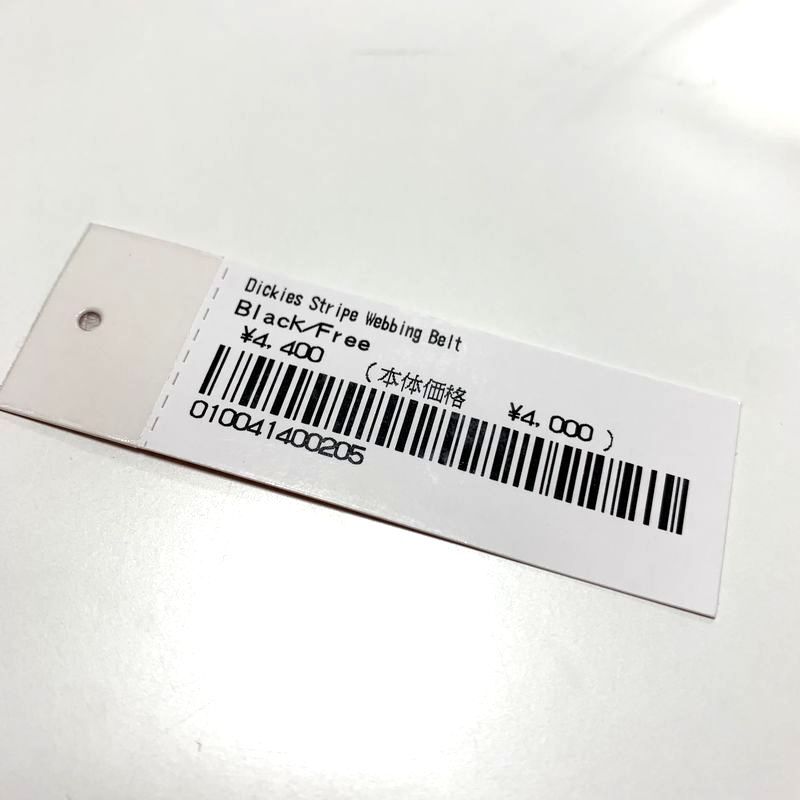 Dickies Stripe Webbing Belt
Black/Free
¥4,400 (本体価格 ¥4,000)
010041400205